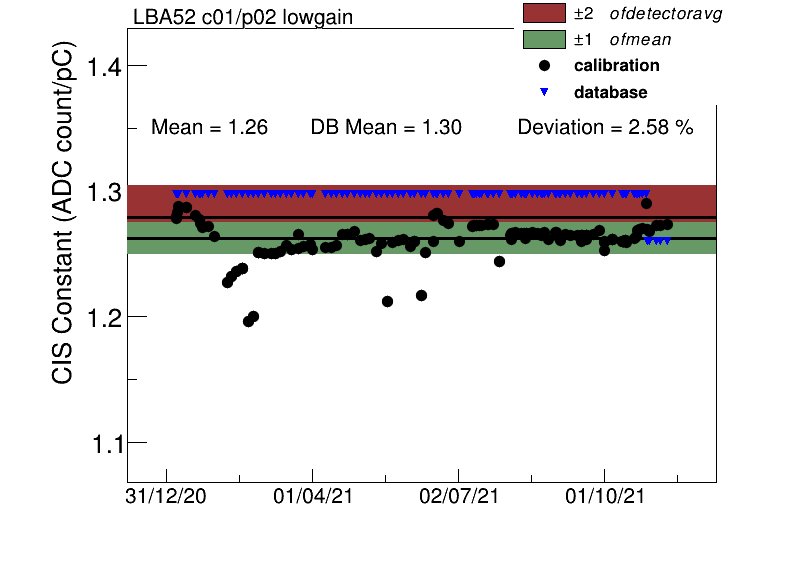 LBA52 c01/p02 lowgain
±2 ofdetectoravg
±1 ofmean
calibration
database
Mean = 1.26 DB Mean = 1.30 Deviation = 2.58 %
CIS Constant (ADC count/pC)
1.4
1.3
1.2
1.1
31/12/20 01/04/21 02/07/21 01/10/21